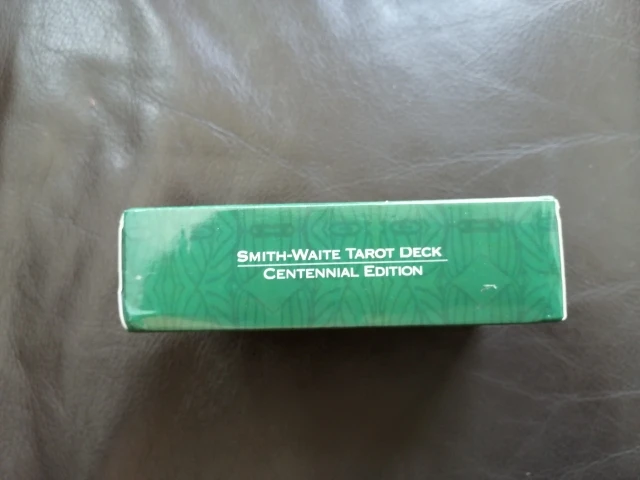 Smith-Waite Tarot Deck
Centennial Edition